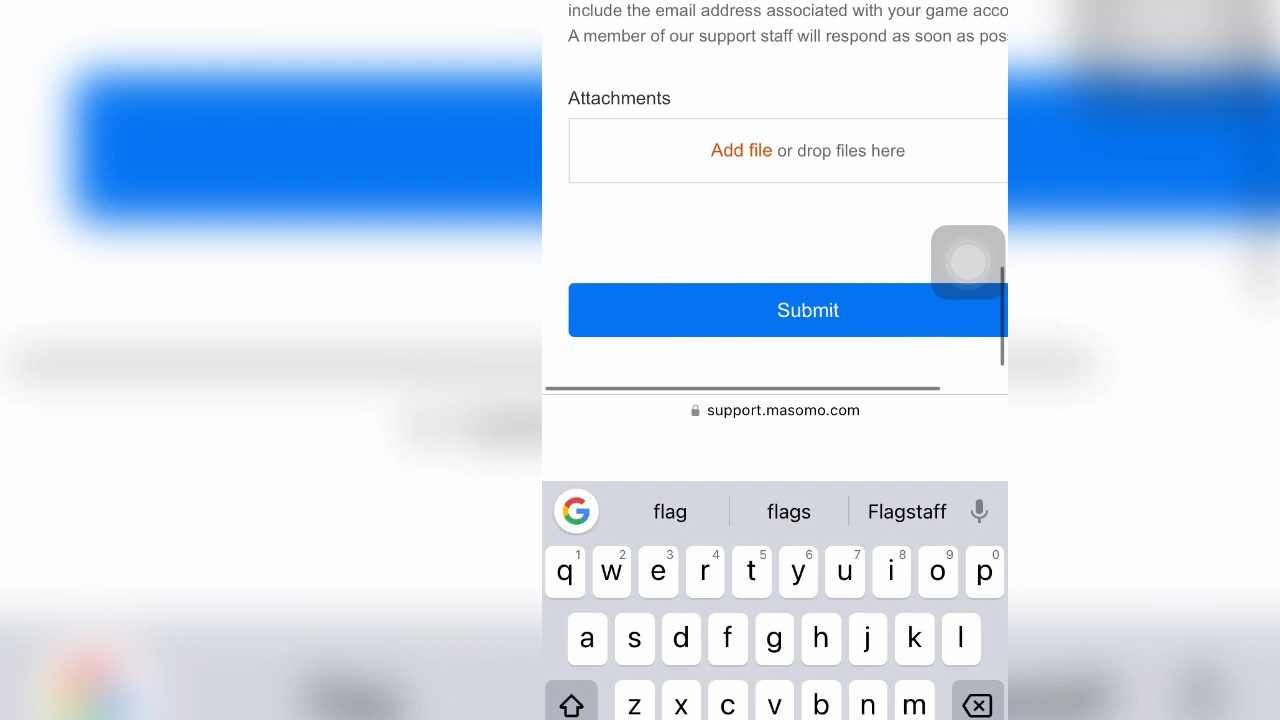 include the email address associated with your game acco
A member of our support staff will respond as soon as pos
Attachments
Add file or drop files here
Submit
support.masomo.com
flag flags Flagstaff
1 2 3 4 5 6 7 8 9 0
q w e r t y u i o p
a s d f g h j k l
z x c v b n m